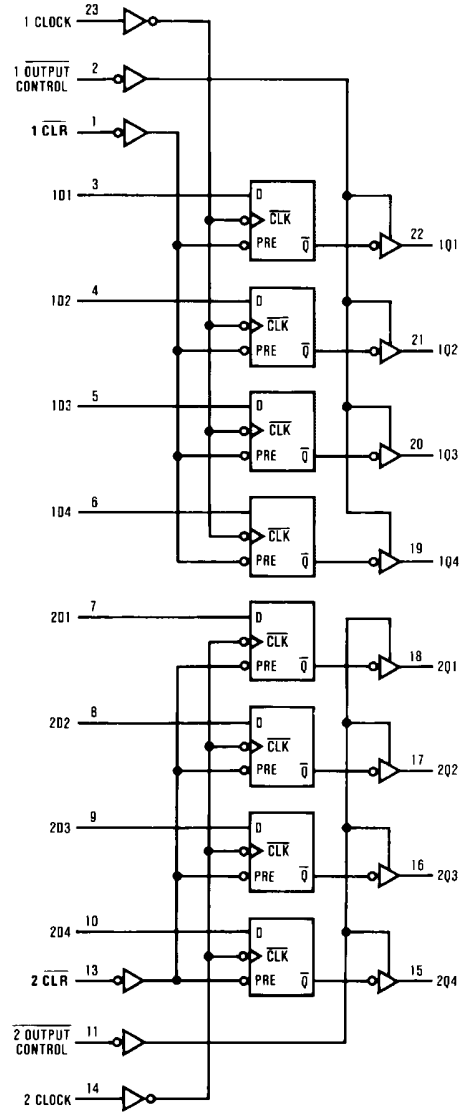 1 CLOCK 23
1 OUTPUT CONTROL 2
1 CLR 1
1D1 3 D CLK PRE Q 22 1Q1
1D2 4 D CLK PRE Q 21 1Q2
1D3 5 D CLK PRE Q 20 1Q3
1D4 6 D CLK PRE Q 19 1Q4
2D1 7 D CLK PRE Q 18 2Q1
2D2 8 D CLK PRE Q 17 2Q2
2D3 9 D CLK PRE Q 16 2Q3
2D4 10 D CLK PRE Q 15 2Q4
2 CLR 13
2 OUTPUT CONTROL 11
2 CLOCK 14